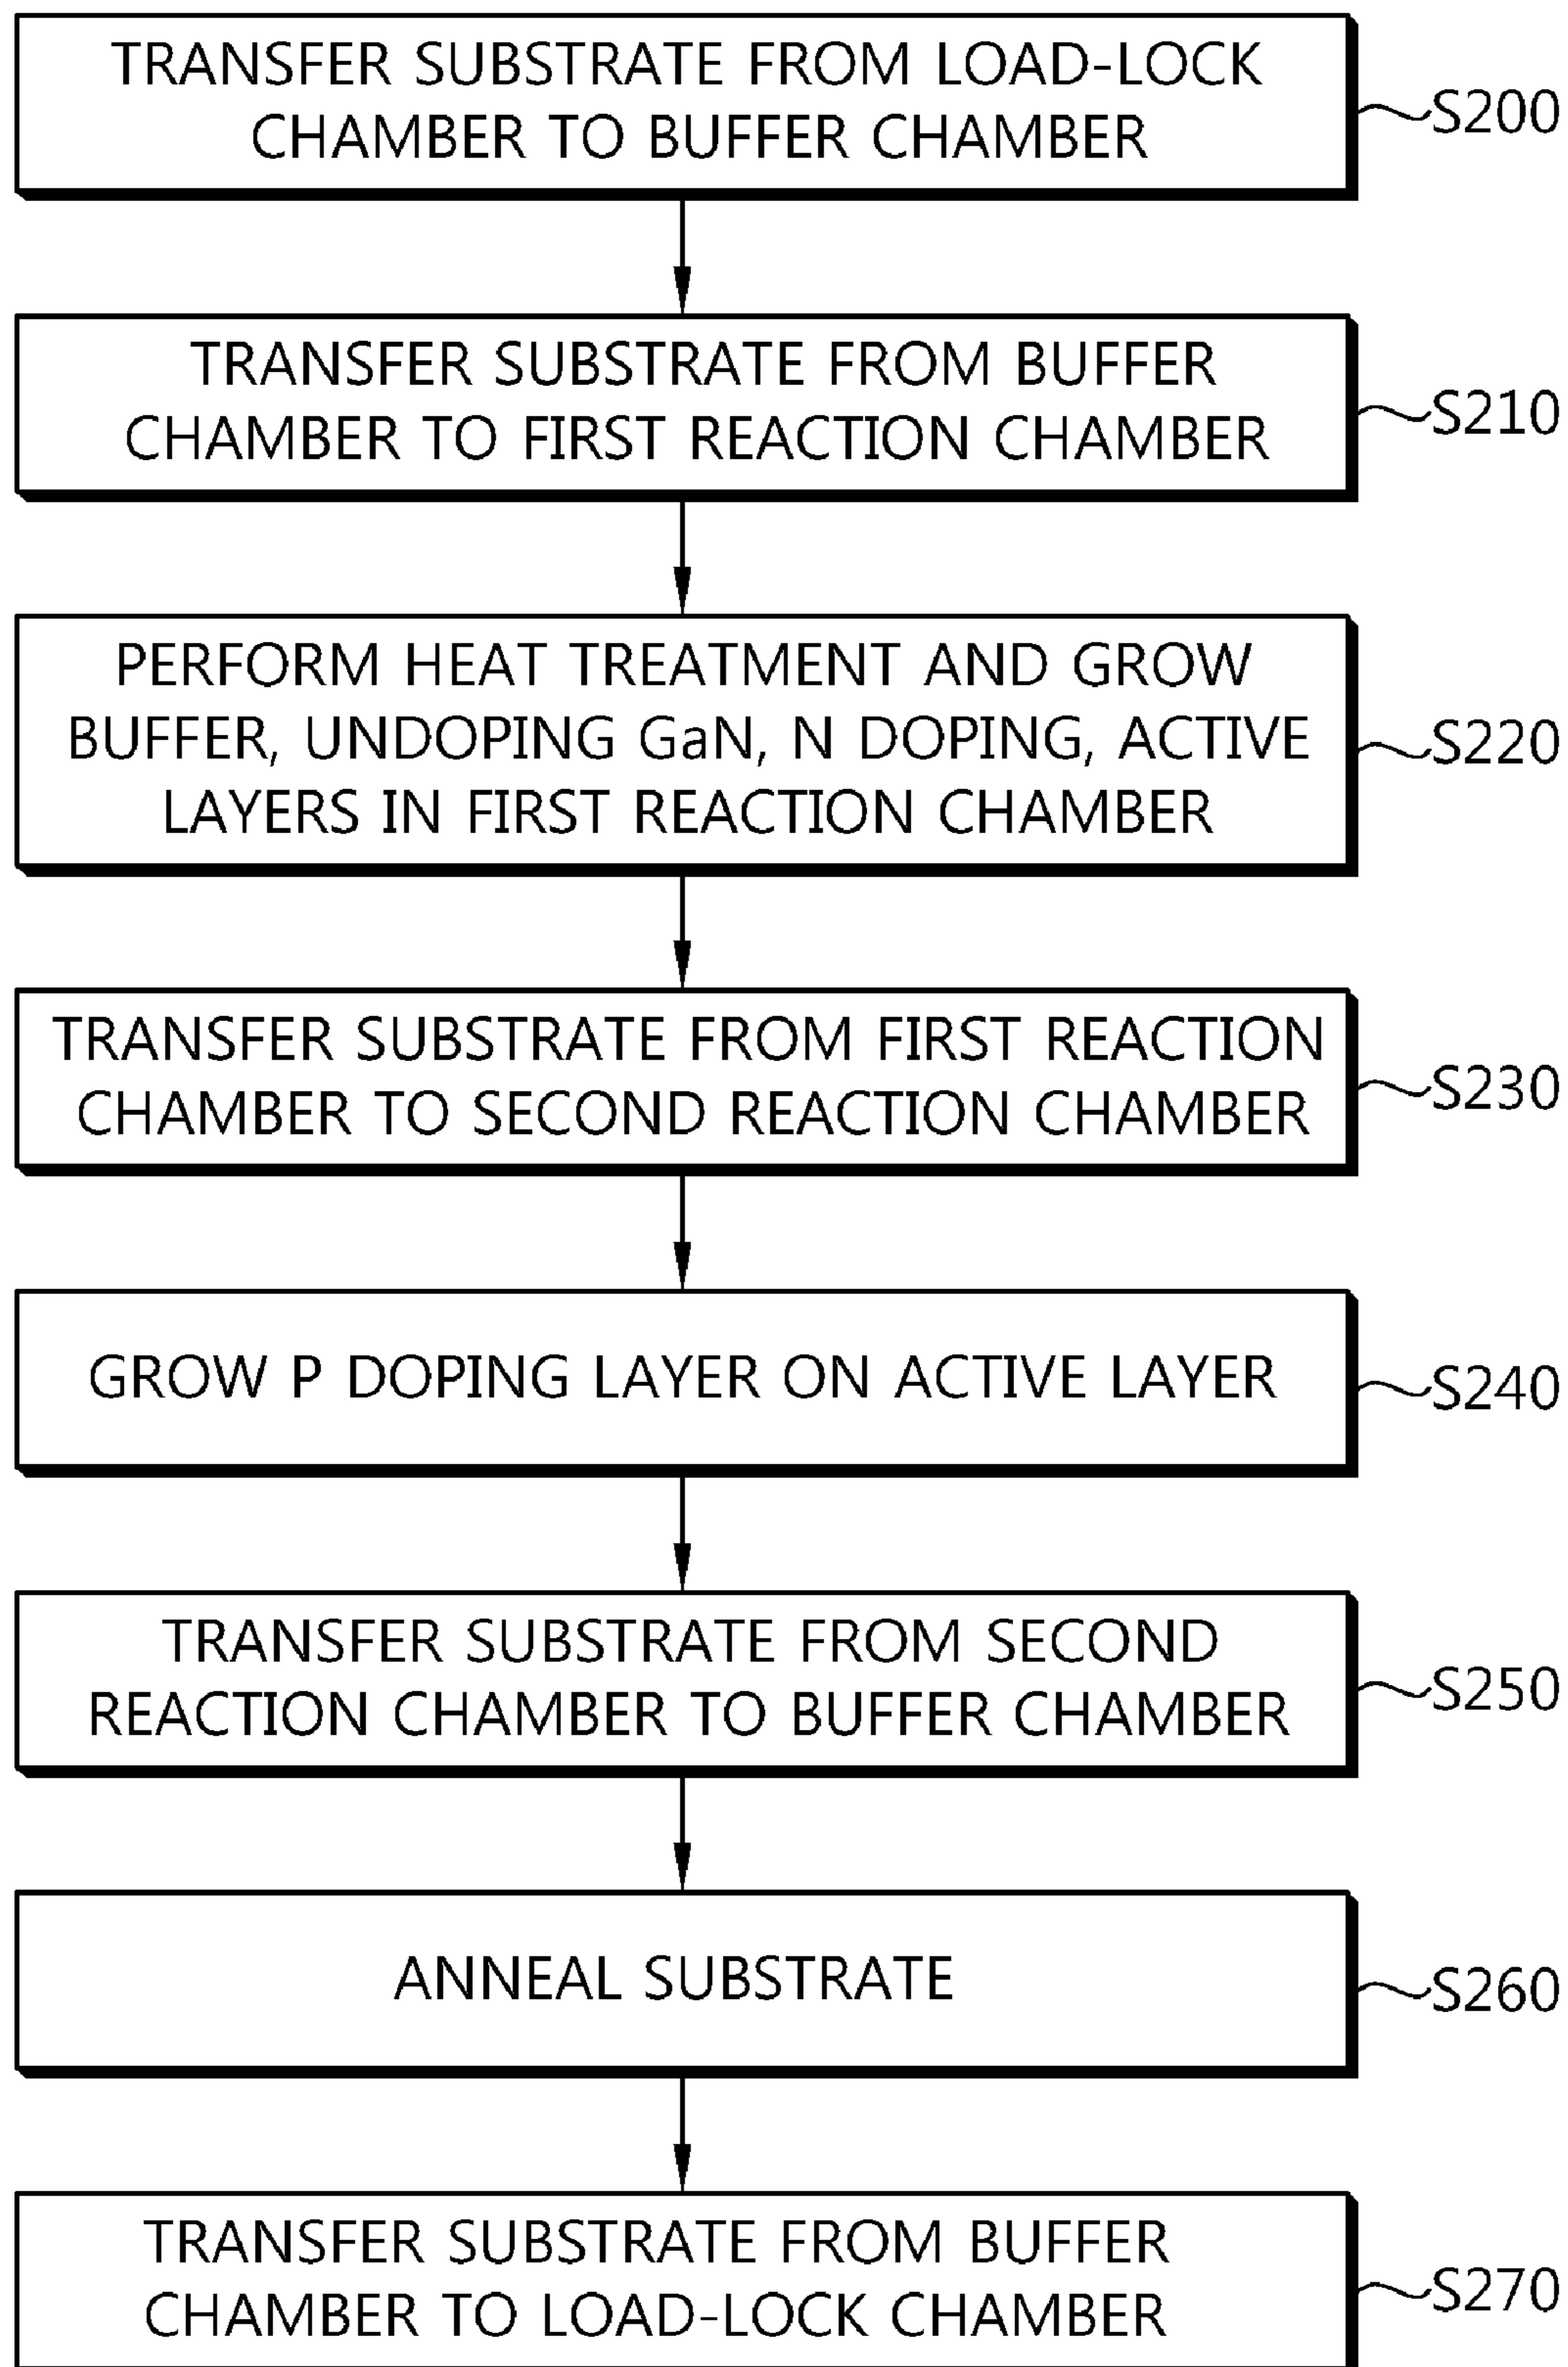 TRANSFER SUBSTRATE FROM LOAD-LOCK
CHAMBER TO BUFFER CHAMBER
S200
TRANSFER SUBSTRATE FROM BUFFER
CHAMBER TO FIRST REACTION CHAMBER
S210
PERFORM HEAT TREATMENT AND GROW
BUFFER, UNDOPING GaN, N DOPING, ACTIVE
LAYERS IN FIRST REACTION CHAMBER
S220
TRANSFER SUBSTRATE FROM FIRST REACTION
CHAMBER TO SECOND REACTION CHAMBER
S230
GROW P DOPING LAYER ON ACTIVE LAYER
S240
TRANSFER SUBSTRATE FROM SECOND
REACTION CHAMBER TO BUFFER CHAMBER
S250
ANNEAL SUBSTRATE
S260
TRANSFER SUBSTRATE FROM BUFFER
CHAMBER TO LOAD-LOCK CHAMBER
S270